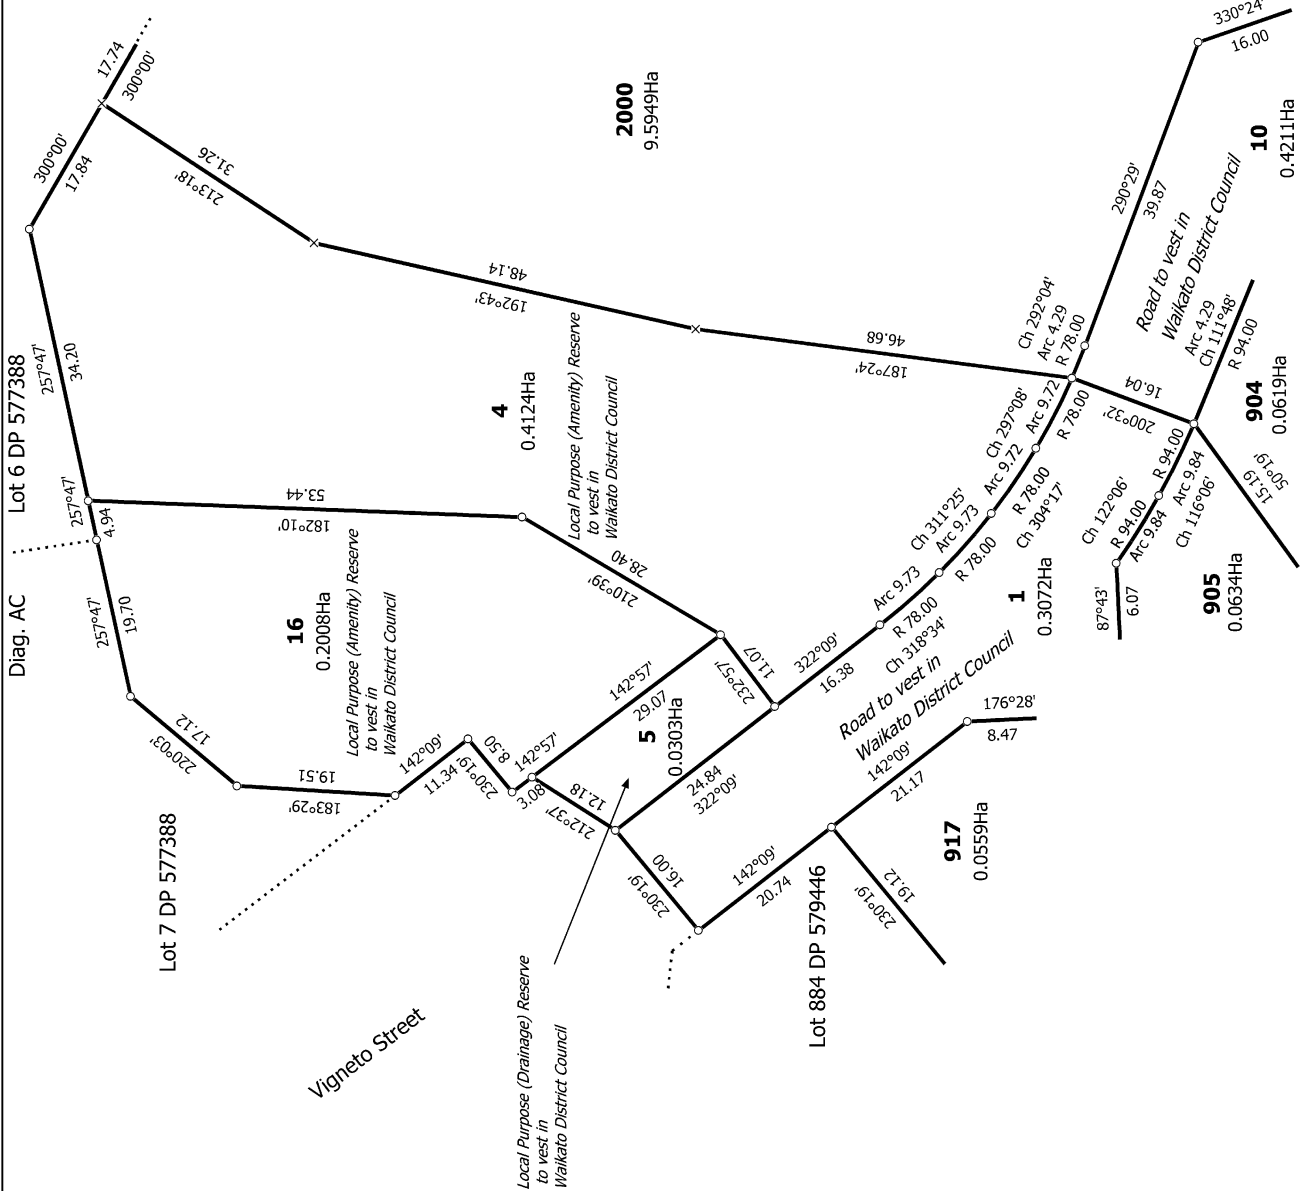 17.74
300°00'
300°00'
17.84
31.26
213°18'
2000
9.5949Ha
330°24'
16.00
10
0.4211Ha
290°29'
39.87
Road to vest in
Waikato District Council
257°47'
34.20
48.14
192°43'
46.68
187°24'
Ch 292°04'
Arc 4.29
R 78.00
Arc 4.29
Ch 111°48'
R 94.00
Lot 6 DP 577388
257°47'
4.94
53.44
182°10'
4
0.4124Ha
Local Purpose (Amenity) Reserve
to vest in
Waikato District Council
Ch 297°08'
Arc 9.72
R 78.00
16.04
200°32'
904
0.0619Ha
Arc 9.72
R 78.00
Ch 304°17'
R 94.00
Arc 9.84
Ch 116°06'
15.19
50°19'
Ch 311°25'
Arc 9.73
R 78.00
Ch 122°06'
R 94.00
Arc 9.84
Diag. AC
257°47'
19.70
16
0.2008Ha
Local Purpose (Amenity) Reserve
to vest in
Waikato District Council
28.40
210°39'
Arc 9.73
R 78.00
Ch 318°34'
1
0.3072Ha
87°43'
6.07
905
0.0634Ha
17.12
220°03'
142°57'
29.07
11.07
232°57'
322°09'
16.38
Road to vest in
Waikato District Council
19.51
183°29'
142°09'
11.34
8.50
230°19'
142°57'
3.08
5
0.0303Ha
12.18
212°37'
24.84
322°09'
176°28'
8.47
142°09'
21.17
Lot 7 DP 577388
16.00
230°19'
142°09'
20.74
19.12
230°19'
917
0.0559Ha
Lot 884 DP 579446
Vigneto Street
Local Purpose (Drainage) Reserve
to vest in
Waikato District Council